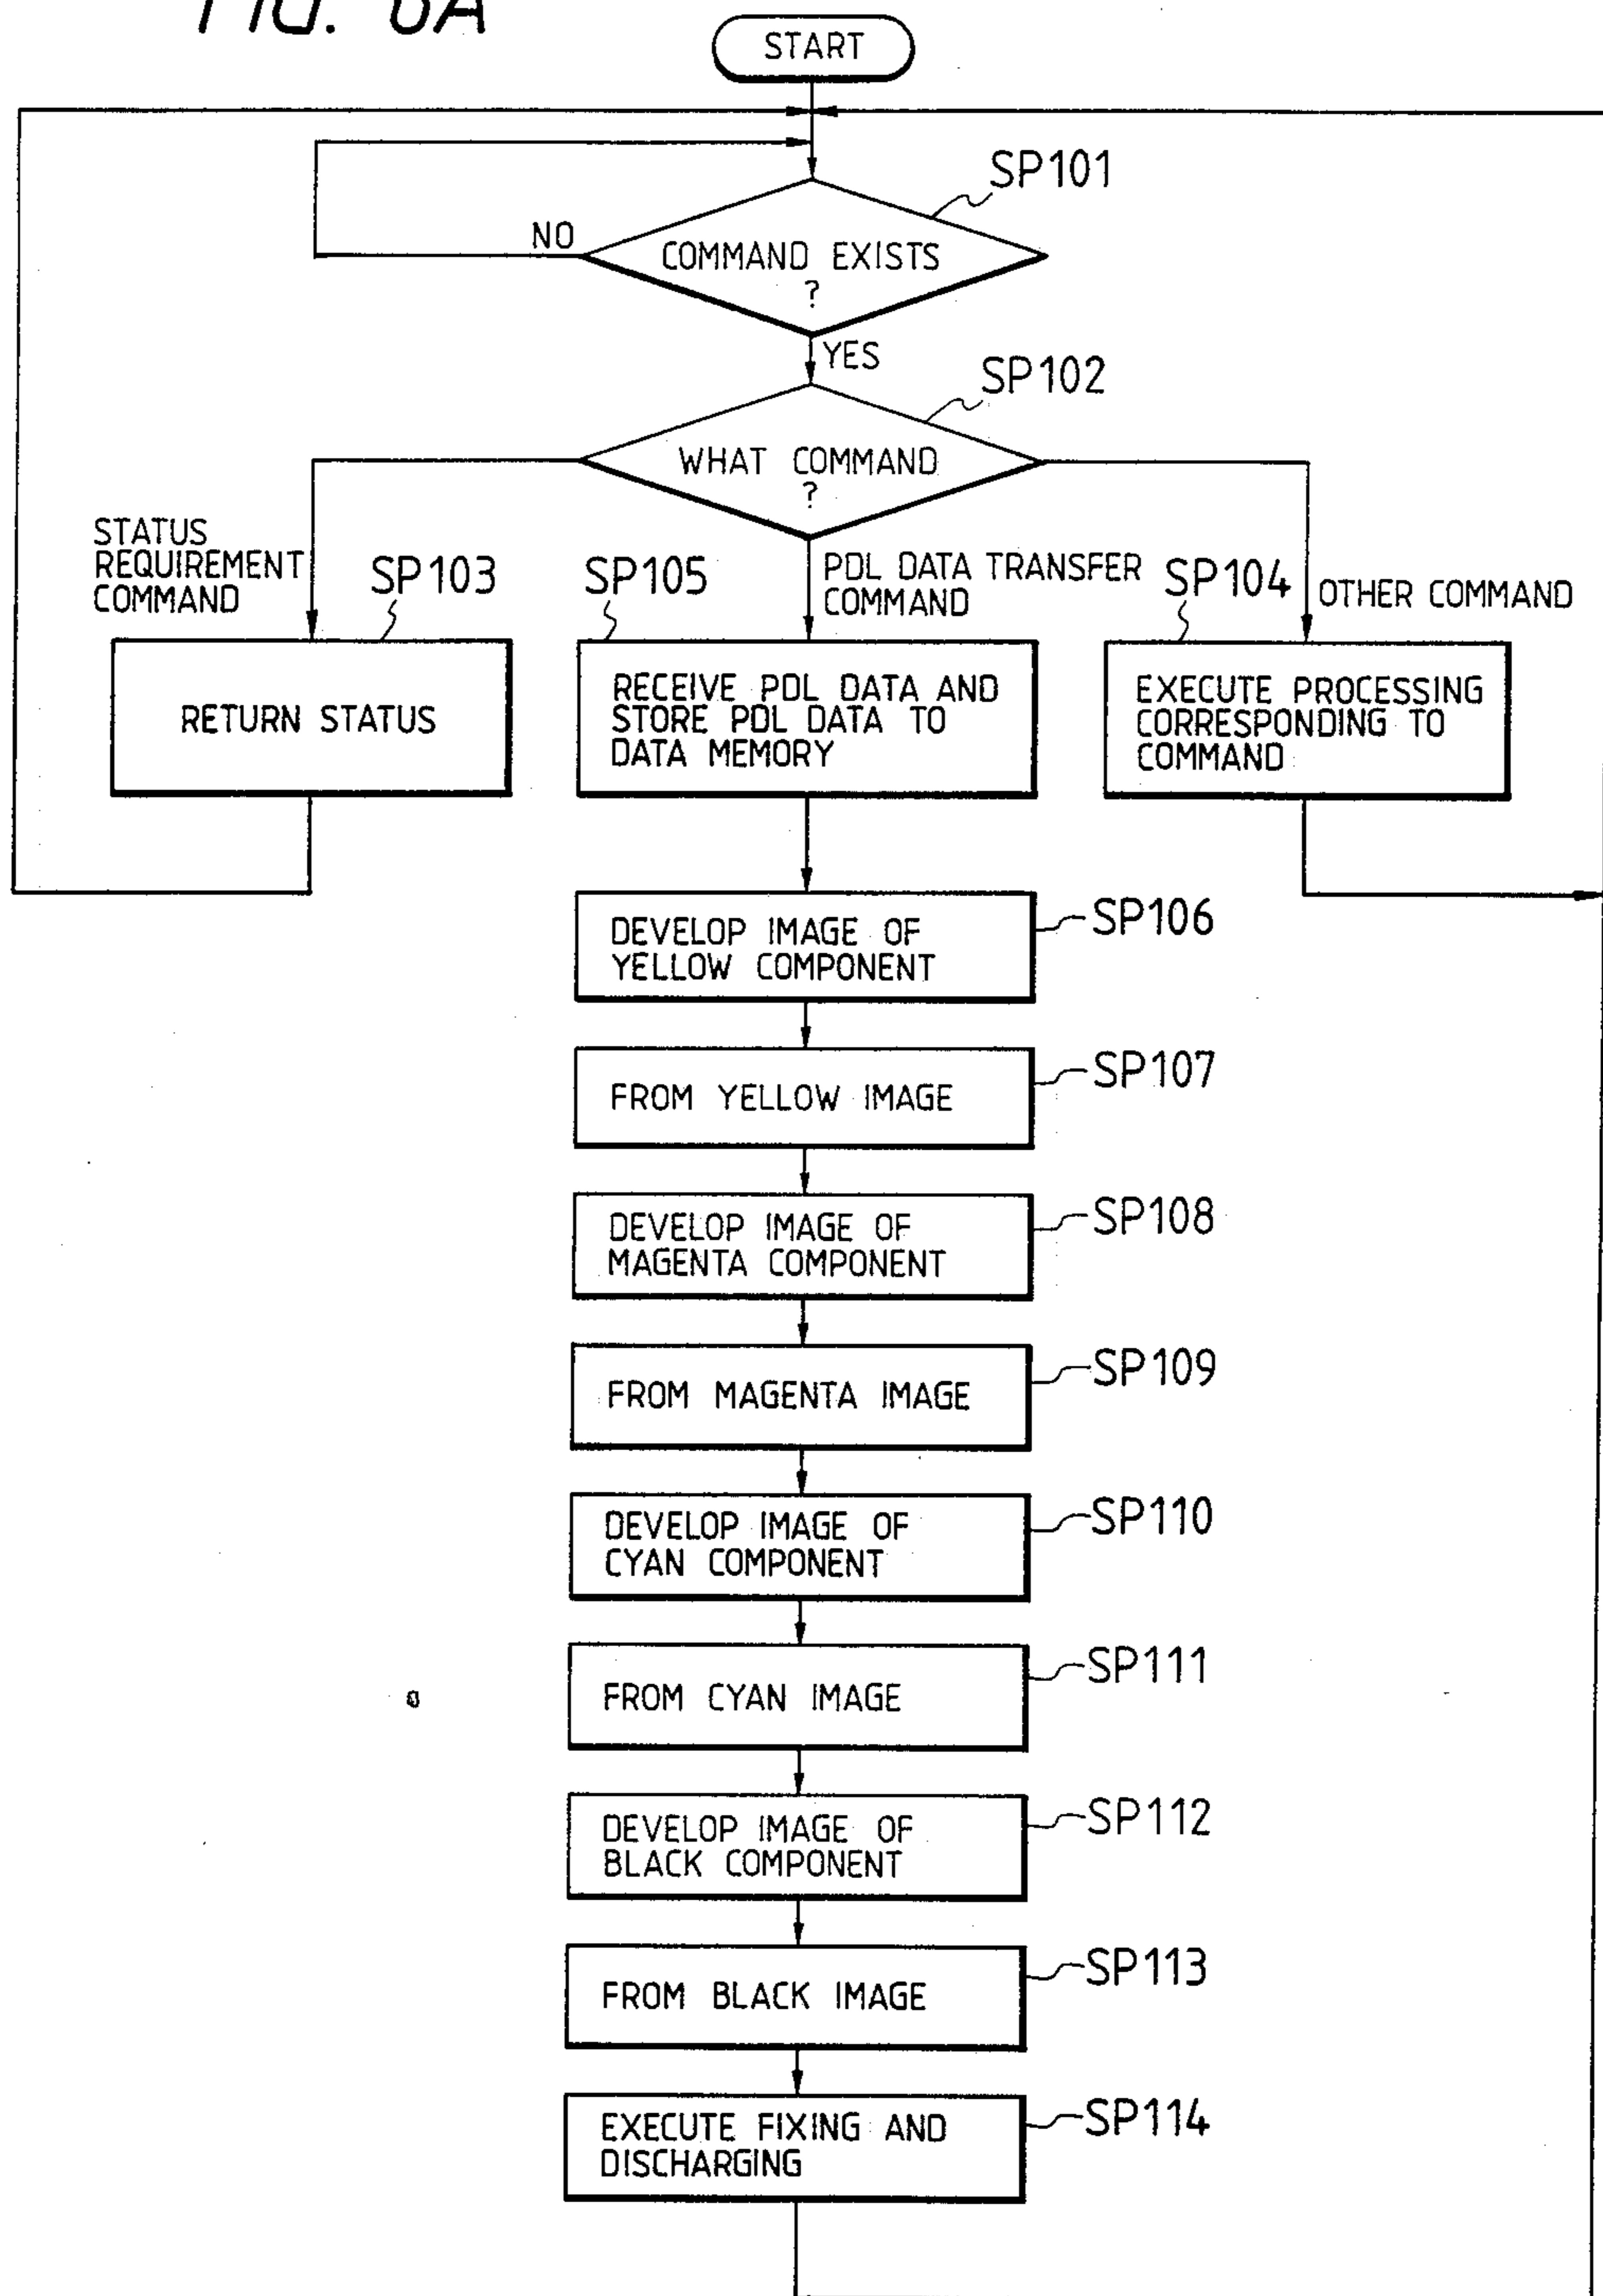 FIG. 6A
START
SP101
NO
COMMAND EXISTS
?
YES
SP102
WHAT COMMAND
?
STATUS
REQUIREMENT
COMMAND
SP103
SP105
PDL DATA TRANSFER
COMMAND
SP104
OTHER COMMAND
RETURN STATUS
RECEIVE PDL DATA AND
STORE PDL DATA TO
DATA MEMORY
EXECUTE PROCESSING
CORRESPONDING TO
COMMAND
DEVELOP IMAGE OF
YELLOW COMPONENT
SP106
FROM YELLOW IMAGE
SP107
DEVELOP IMAGE OF
MAGENTA COMPONENT
SP108
FROM MAGENTA IMAGE
SP109
DEVELOP IMAGE OF
CYAN COMPONENT
SP110
FROM CYAN IMAGE
SP111
DEVELOP IMAGE OF
BLACK COMPONENT
SP112
FROM BLACK IMAGE
SP113
EXECUTE FIXING AND
DISCHARGING
SP114